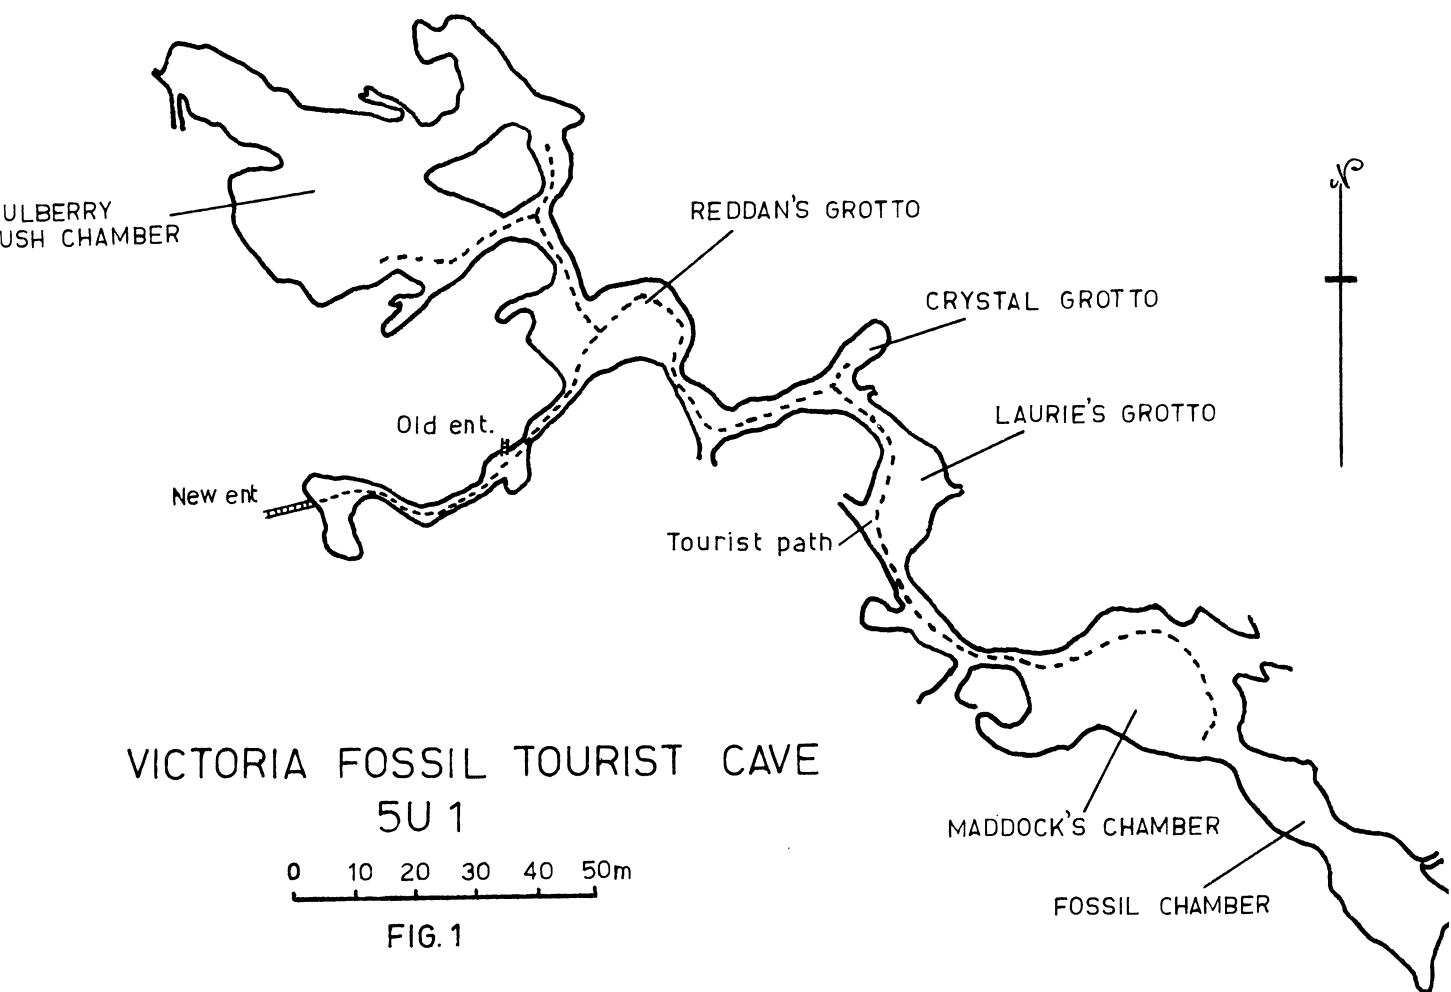 N
ULBERRY
USH CHAMBER
REDDAN'S GROTTO
CRYSTAL GROTTO
LAURIE'S GROTTO
Old ent.
New ent
Tourist path
VICTORIA FOSSIL TOURIST CAVE
5U 1
MADDOCK'S CHAMBER
0 10 20 30 40 50m
FOSSIL CHAMBER
FIG. 1